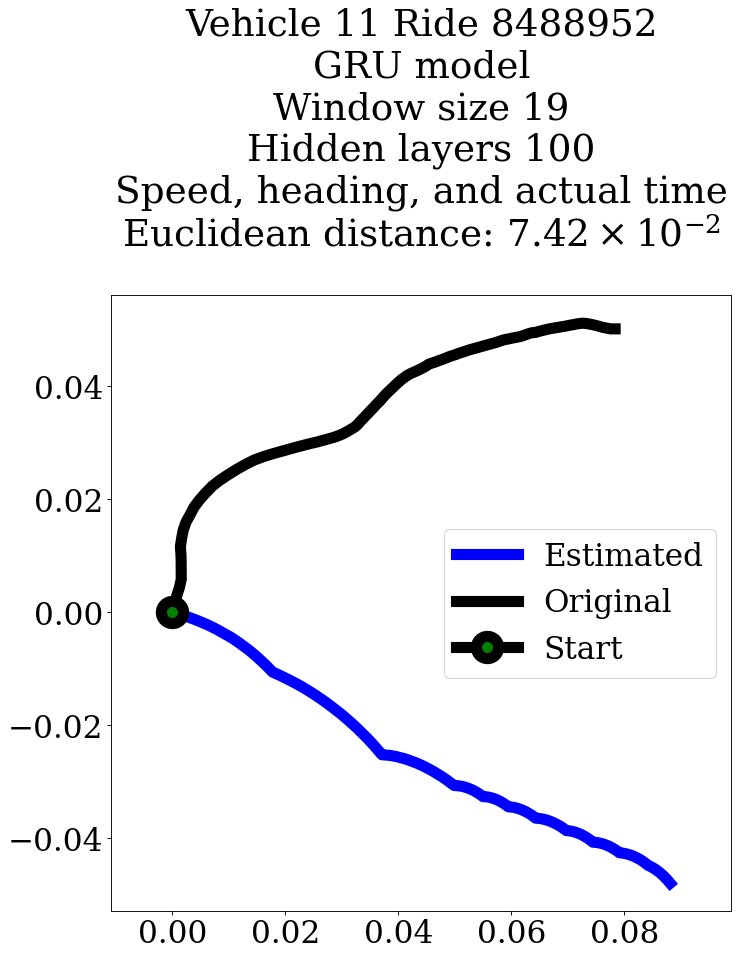 Vehicle 11 Ride 8488952
GRU model
Window size 19
Hidden layers 100
Speed, heading, and actual time
Euclidean distance: 7.42 × 10⁻²
0.04
0.02
0.00
−0.02
−0.04
Estimated
Original
Start
0.00 0.02 0.04 0.06 0.08